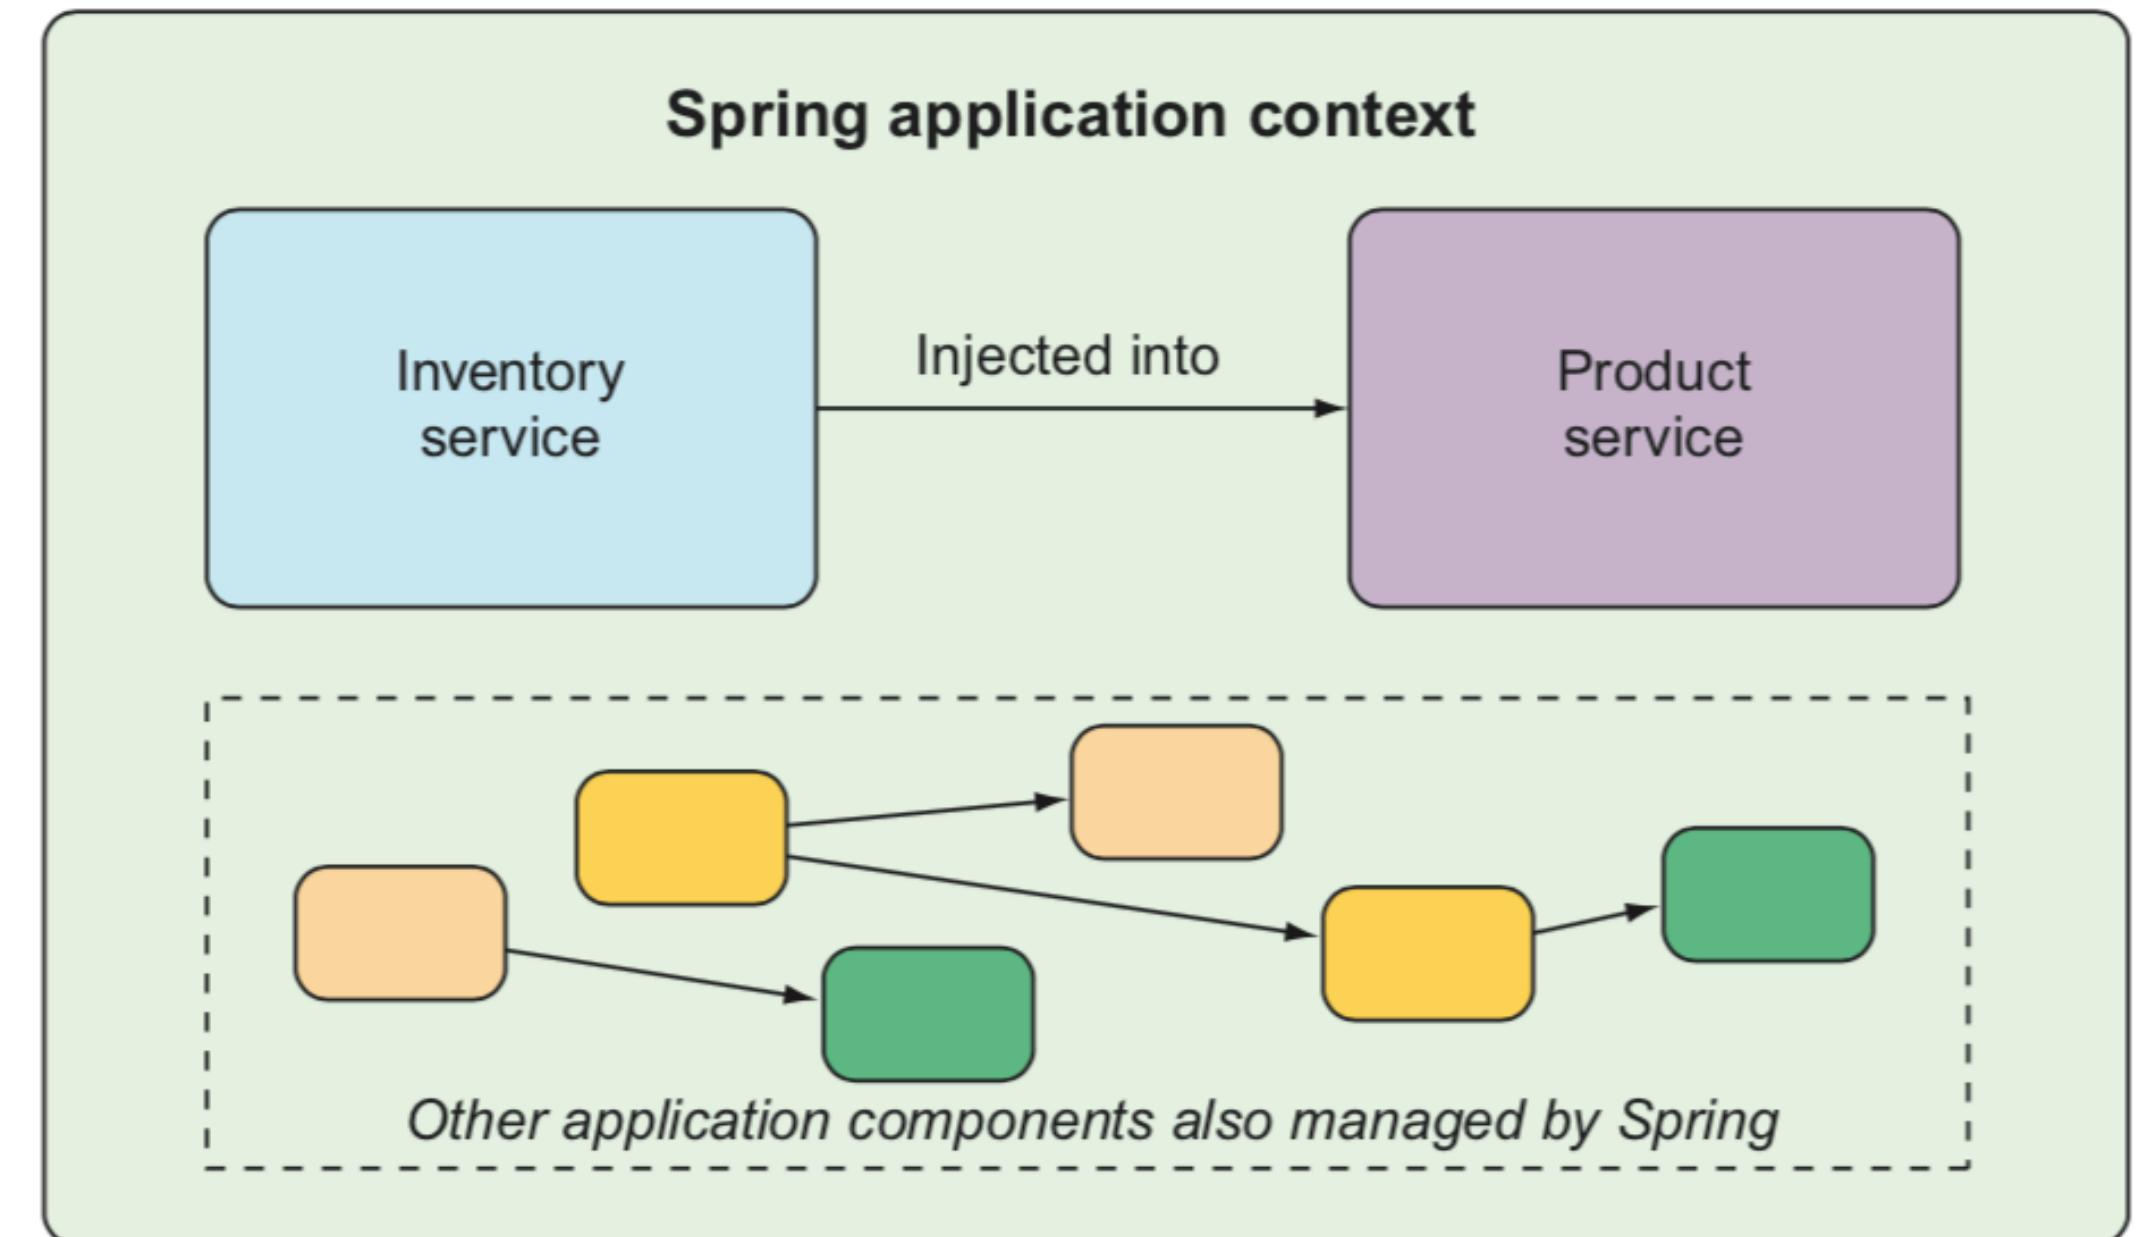 Spring application context
Inventory
service
Injected into
Product
service
Other application components also managed by Spring